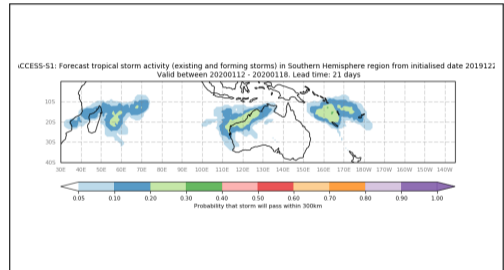 :CCESS-S1: Forecast tropical storm activity (existing and forming storms) in Southern Hemisphere region from initialised date 2019122
Valid between 20200112 - 20200118. Lead time: 21 days
10S
20S
30S
40S
30E 40E 50E 60E 70E 80E 90E 100E 110E 120E 130E 140E 150E 160E 170E 180E 170W 160W 150W 140W
0.05 0.10 0.20 0.30 0.40 0.50 0.60 0.70 0.80 0.90 1.00
Probability that storm will pass within 300km